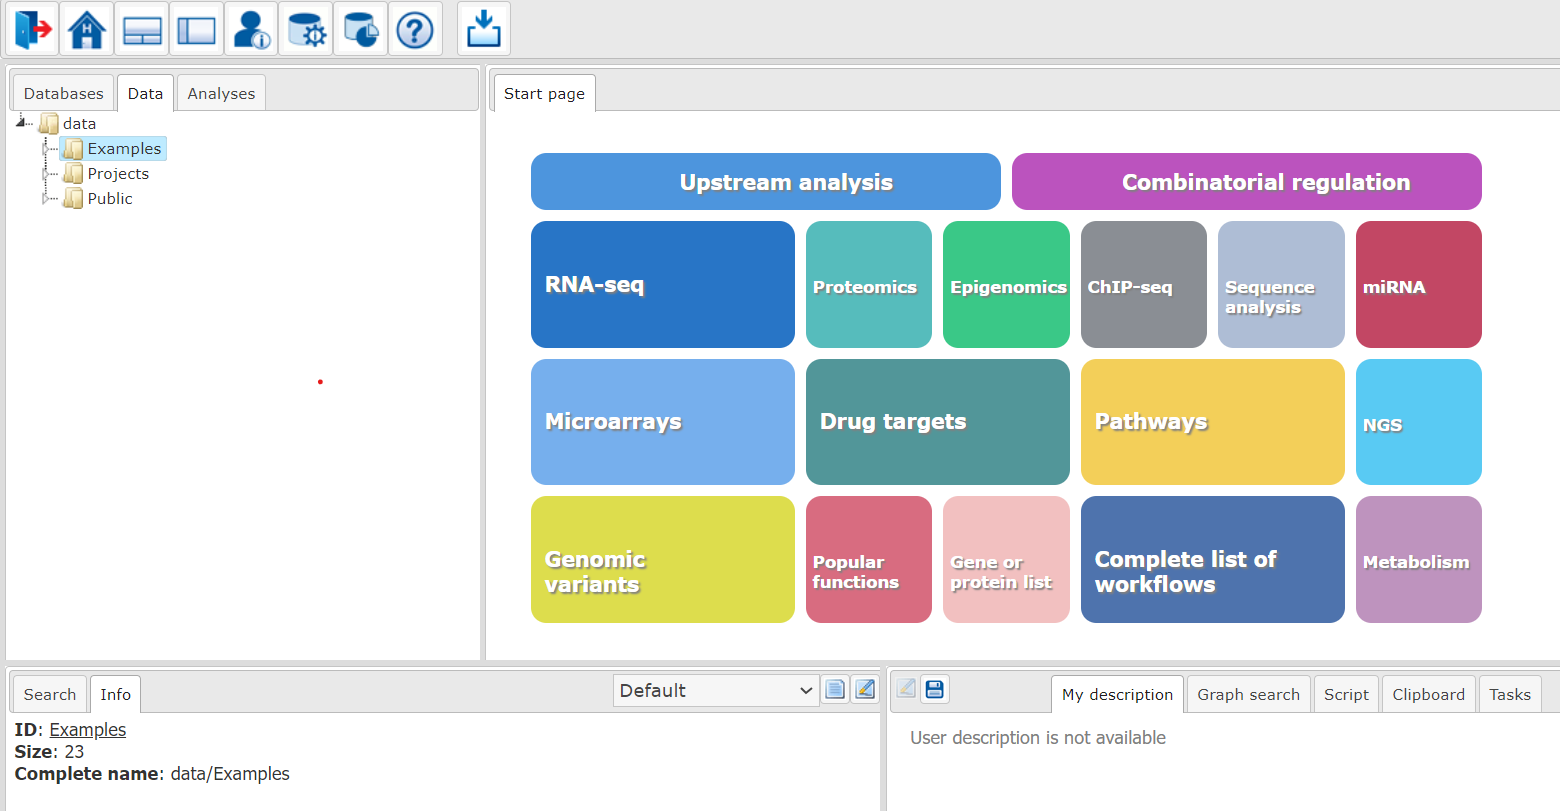 Databases
Data
Analyses
data
Examples
Projects
Public
Start page
Upstream analysis
Combinatorial regulation
RNA-seq
Proteomics
Epigenomics
ChIP-seq
Sequence
analysis
miRNA
Microarrays
Drug targets
Pathways
NGS
Genomic
variants
Popular
functions
Gene or
protein list
Complete list of
workflows
Metabolism
Search
Info
Default
ID: Examples
Size: 23
Complete name: data/Examples
My description
Graph search
Script
Clipboard
Tasks
User description is not available